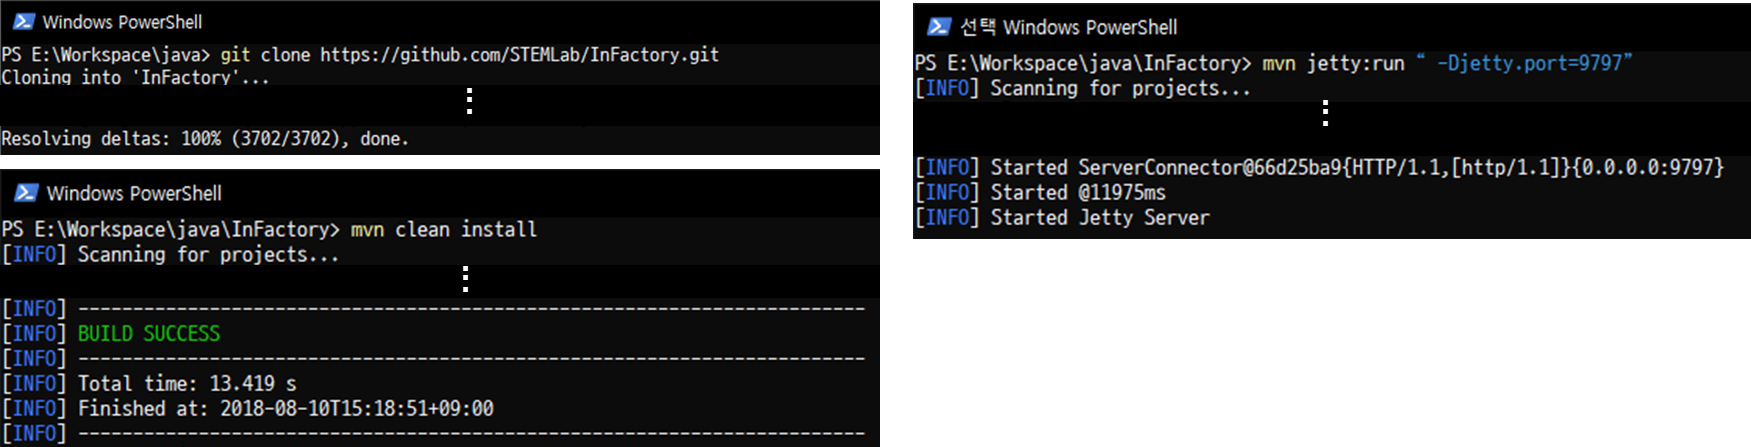 Windows PowerShell
PS E:\Workspace\java> git clone https://github.com/STEMLab/InFactory.git
Cloning into 'InFactory'...
⋮
Resolving deltas: 100% (3702/3702), done.
Windows PowerShell
PS E:\Workspace\java\InFactory> mvn clean install
[INFO] Scanning for projects...
⋮
[INFO] ------------------------------------------------------------------------
[INFO] BUILD SUCCESS
[INFO] ------------------------------------------------------------------------
[INFO] Total time: 13.419 s
[INFO] Finished at: 2018-08-10T15:18:51+09:00
[INFO] ------------------------------------------------------------------------
선택 Windows PowerShell
PS E:\Workspace\java\InFactory> mvn jetty:run “ -Djetty.port=9797”
[INFO] Scanning for projects...
⋮
[INFO] Started ServerConnector@66d25ba9{HTTP/1.1,[http/1.1]}{0.0.0.0:9797}
[INFO] Started @11975ms
[INFO] Started Jetty Server